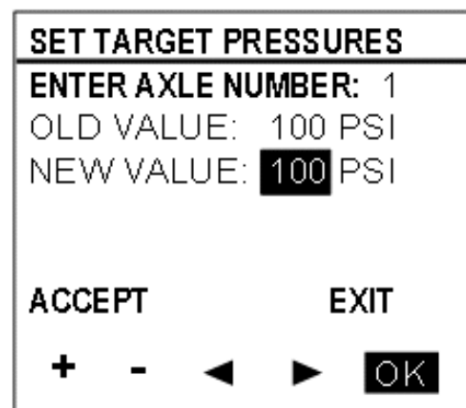 SET TARGET PRESSURES
ENTER AXLE NUMBER: 1
OLD VALUE: 100 PSI
NEW VALUE: 100 PSI
ACCEPT EXIT
+ - ◀ ▶ OK